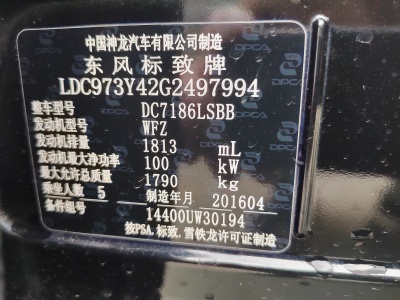 中国神龙汽车有限公司制造
东风标致牌
LDC973Y42G2497994
整车型号 DC7186LSBB
发动机型号 WFZ
发动机排量 1813 mL
发动机最大净功率 100 kW
最大允许总质量 1790 kg
乘坐人数 5 制造年月 201604
备件组号 14400UW30194
按PSA.标致.雪铁龙许可证制造
DPCA